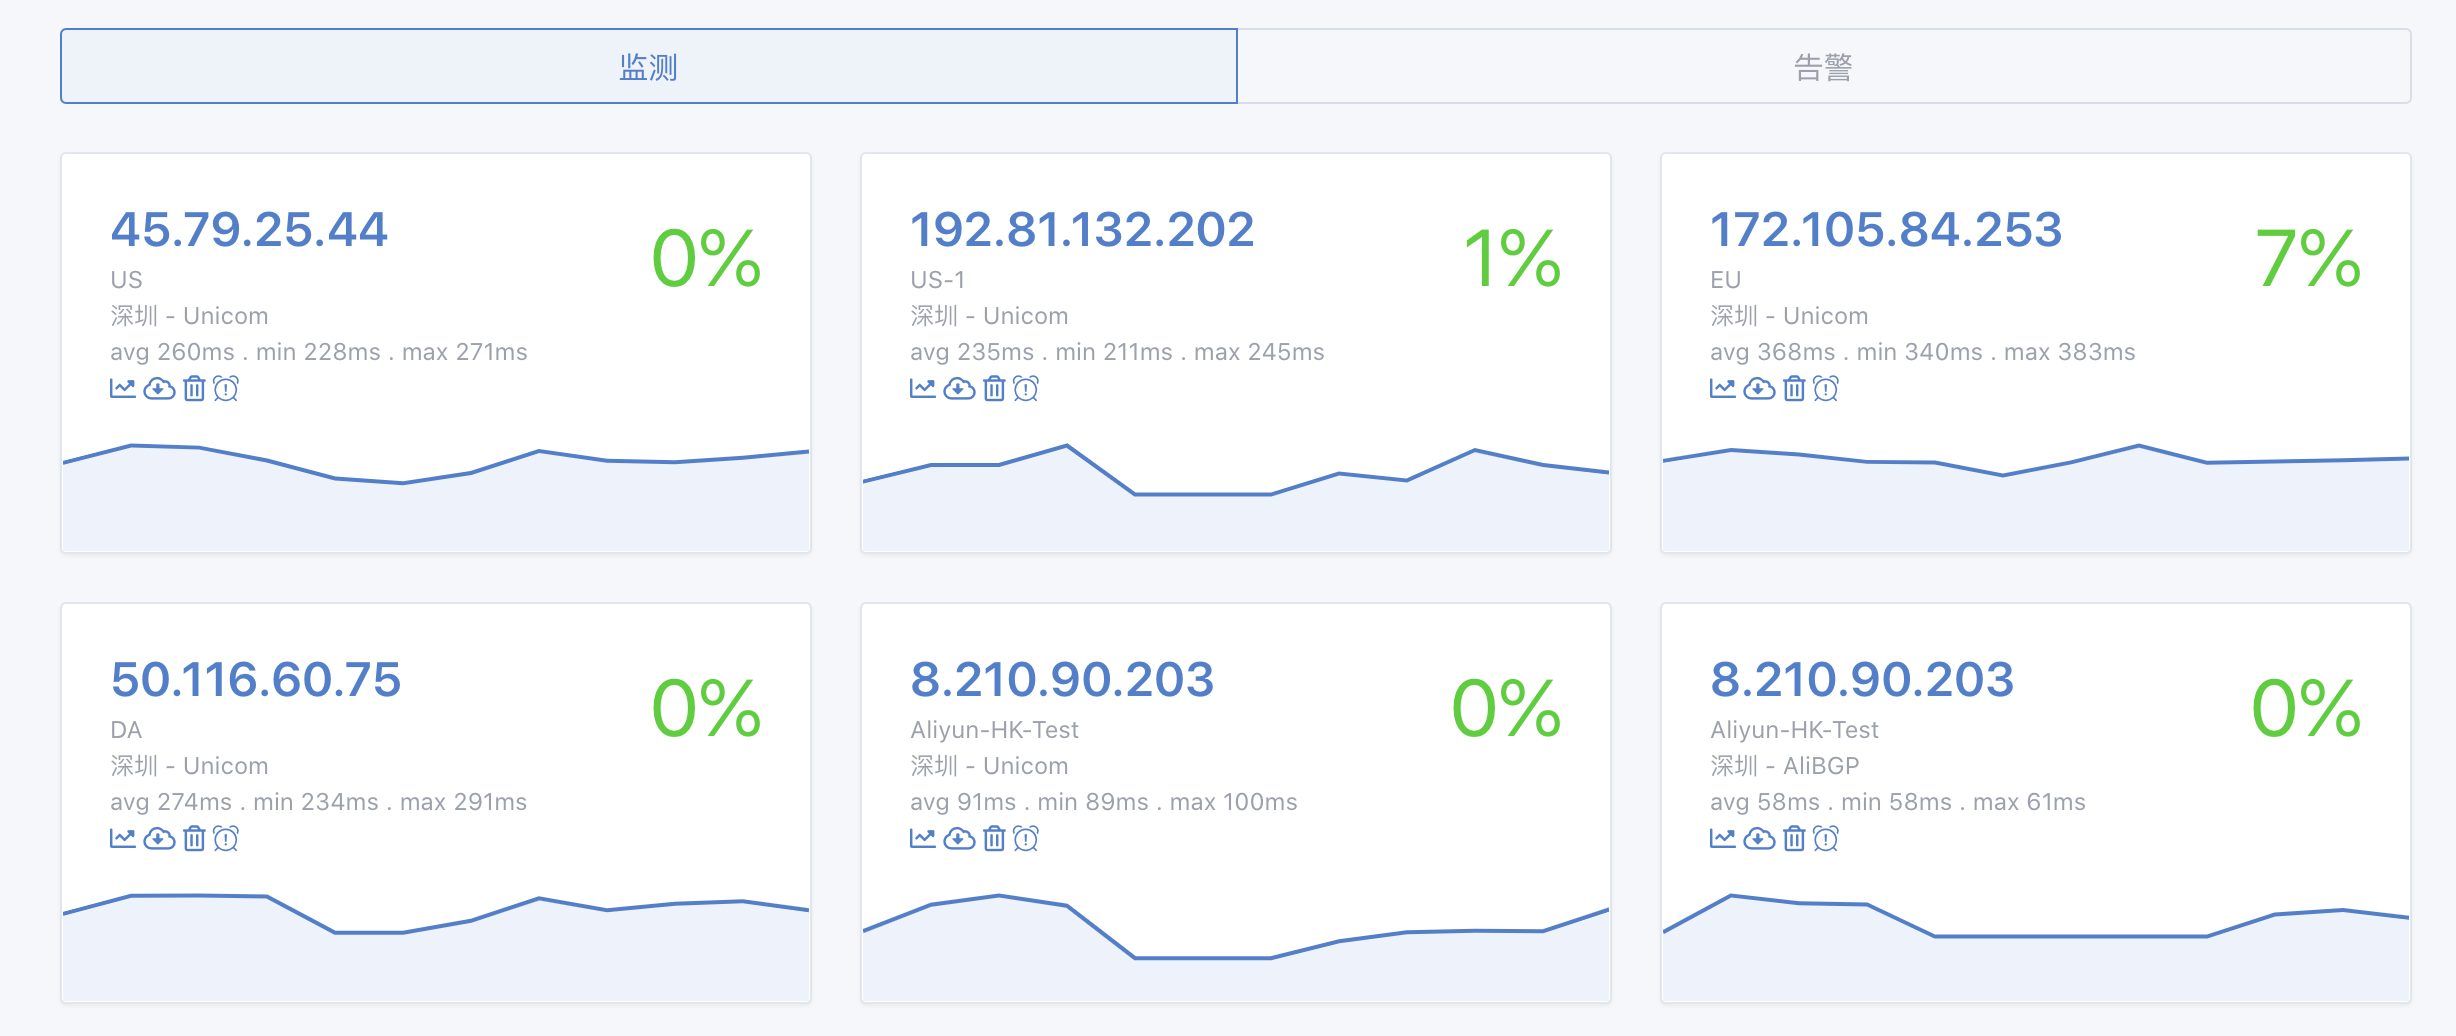 监测
告警
45.79.25.44
0%
US
深圳 - Unicom
avg 260ms . min 228ms . max 271ms
192.81.132.202
1%
US-1
深圳 - Unicom
avg 235ms . min 211ms . max 245ms
172.105.84.253
7%
EU
深圳 - Unicom
avg 368ms . min 340ms . max 383ms
50.116.60.75
0%
DA
深圳 - Unicom
avg 274ms . min 234ms . max 291ms
8.210.90.203
0%
Aliyun-HK-Test
深圳 - Unicom
avg 91ms . min 89ms . max 100ms
8.210.90.203
0%
Aliyun-HK-Test
深圳 - AliBGP
avg 58ms . min 58ms . max 61ms